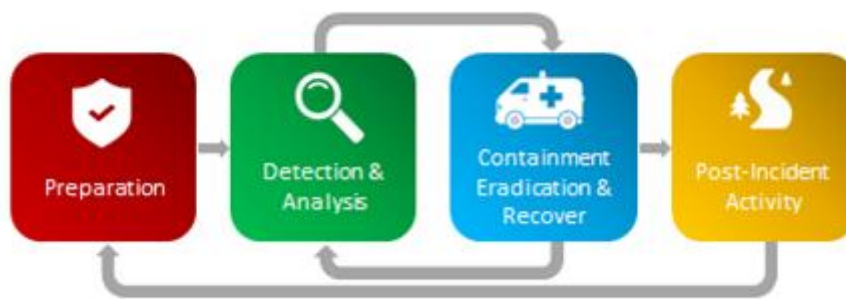 Preparation
Detection &
Analysis
Containment
Eradication &
Recover
Post-Incident
Activity